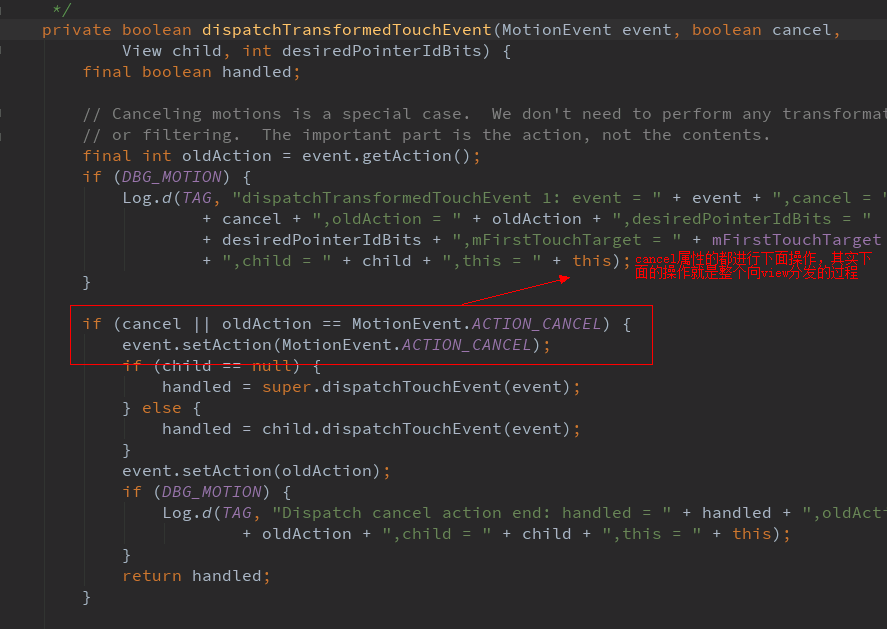 */
private boolean dispatchTransformedTouchEvent(MotionEvent event, boolean cancel,
View child, int desiredPointerIdBits) {
final boolean handled;
// Canceling motions is a special case.  We don't need to perform any transformat
// or filtering.  The important part is the action, not the contents.
final int oldAction = event.getAction();
if (DBG_MOTION) {
Log.d(TAG, "dispatchTransformedTouchEvent 1: event = " + event + ",cancel = "
+ cancel + ",oldAction = " + oldAction + ",desiredPointerIdBits = "
+ desiredPointerIdBits + ",mFirstTouchTarget = " + mFirstTouchTarget
+ ",child = " + child + ",this = " + this);
cancel属性的都进行下面操作，其实下
面的操作就是整个向view分发的过程
}
if (cancel || oldAction == MotionEvent.ACTION_CANCEL) {
event.setAction(MotionEvent.ACTION_CANCEL);
if (child == null) {
handled = super.dispatchTouchEvent(event);
} else {
handled = child.dispatchTouchEvent(event);
}
event.setAction(oldAction);
if (DBG_MOTION) {
Log.d(TAG, "Dispatch cancel action end: handled = " + handled + ",oldActi
+ oldAction + ",child = " + child + ",this = " + this);
}
return handled;
}